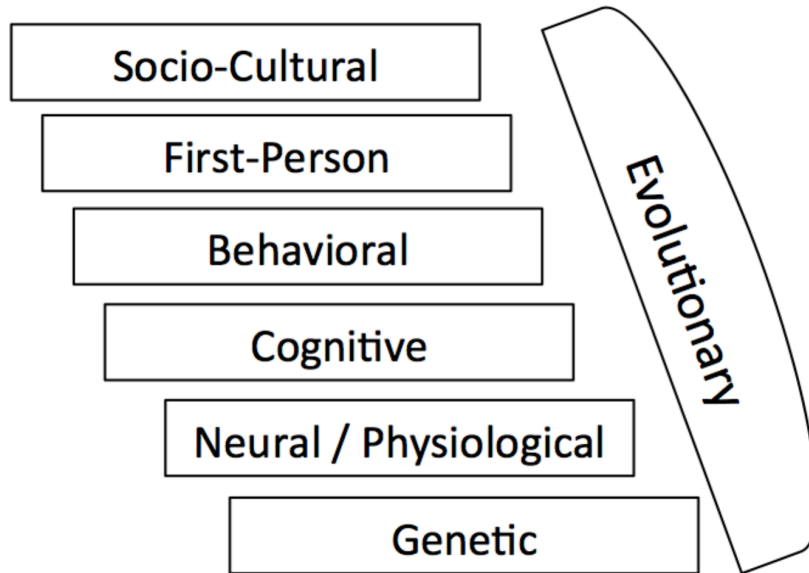 Socio-Cultural
First-Person
Behavioral
Cognitive
Neural / Physiological
Genetic
Evolutionary